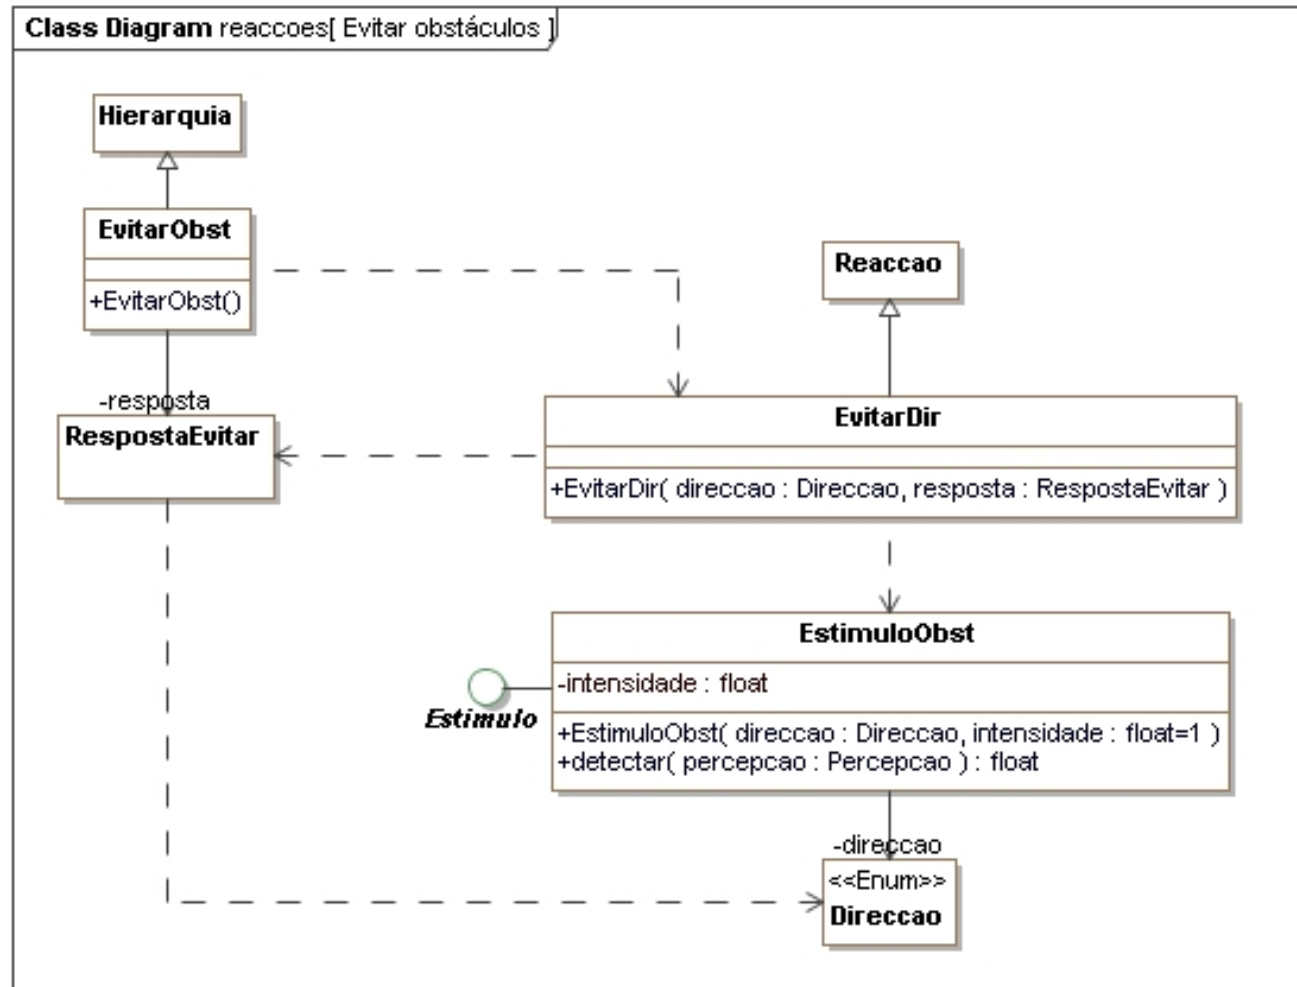 Class Diagram reaccoes[ Evitar obstáculos ]
Hierarquia
EvitarObst
+EvitarObst()
Reaccao
-resposta
RespostaEvitar
EvitarDir
+EvitarDir( direccao : Direccao, resposta : RespostaEvitar )
EstimuloObst
-intensidade : float
Estimulo
+EstimuloObst( direccao : Direccao, intensidade : float=1 )
+detectar( percepcao : Percepcao ) : float
-direccao
<<Enum>>
Direccao